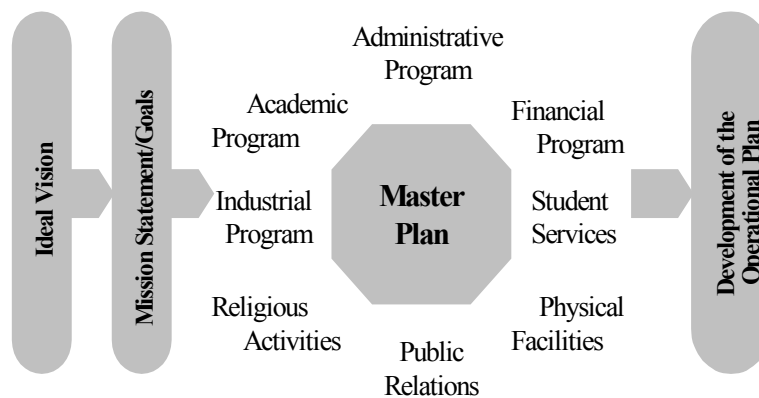 Ideal Vision
Mission Statement/Goals
Administrative
Program
Academic
Program
Financial
Program
Industrial
Program
Master
Plan
Student
Services
Religious
Activities
Physical
Facilities
Public
Relations
Development of the
Operational Plan